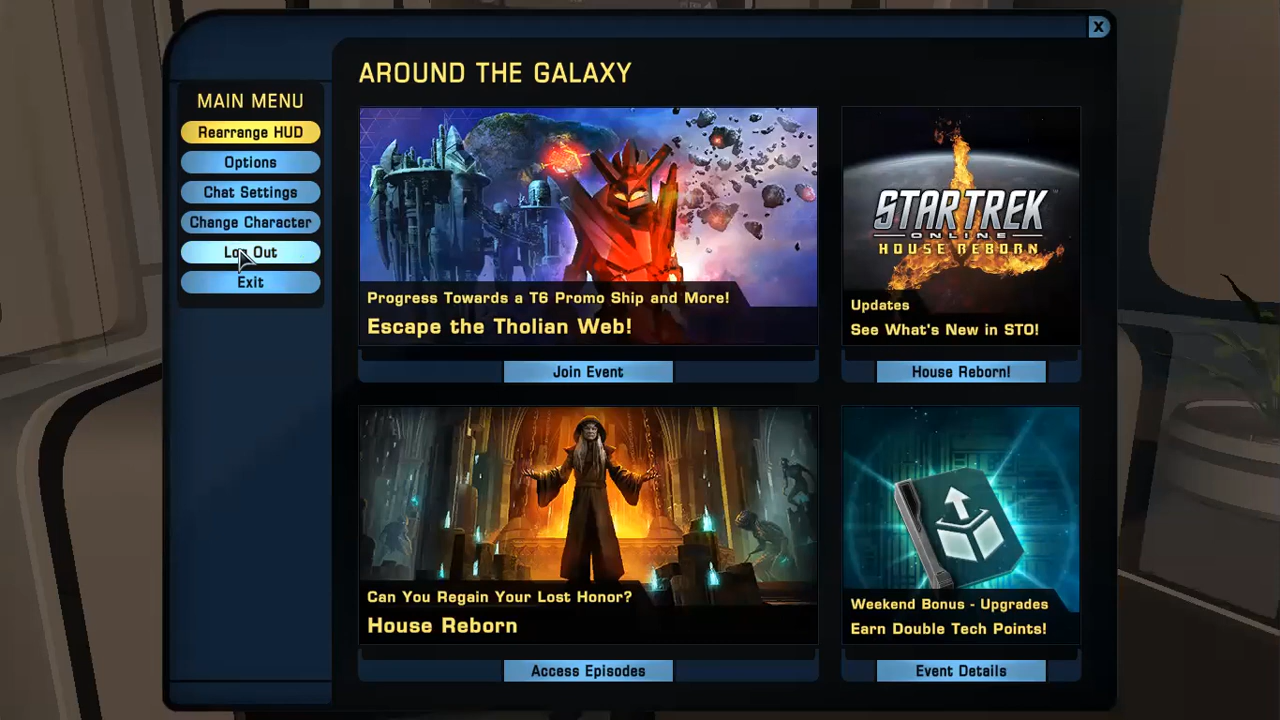 X
AROUND THE GALAXY
MAIN MENU
Rearrange HUD
Options
Chat Settings
Change Character
Log Out
Exit
Progress Towards a T6 Promo Ship and More!
Escape the Tholian Web!
Join Event
STAR TREK
ONLINE
HOUSE REBORN
Updates
See What's New in STO!
House Reborn!
Can You Regain Your Lost Honor?
House Reborn
Access Episodes
Weekend Bonus - Upgrades
Earn Double Tech Points!
Event Details